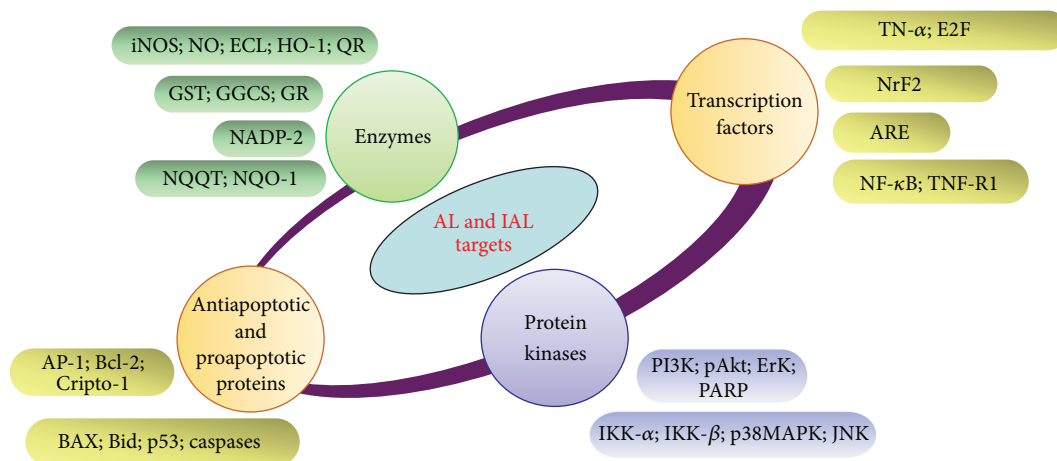 iNOS; NO; ECL; HO-1; QR
GST; GGCS; GR
NADP-2
NQQT; NQO-1
Enzymes
TN-α; E2F
NrF2
ARE
NF-κB; TNF-R1
Transcription
factors
AL and IAL
targets
Antiapoptotic
and
proapoptotic
proteins
AP-1; Bcl-2;
Cripto-1
BAX; Bid; p53; caspases
Protein
kinases
PI3K; pAkt; ErK;
PARP
IKK-α; IKK-β; p38MAPK; JNK